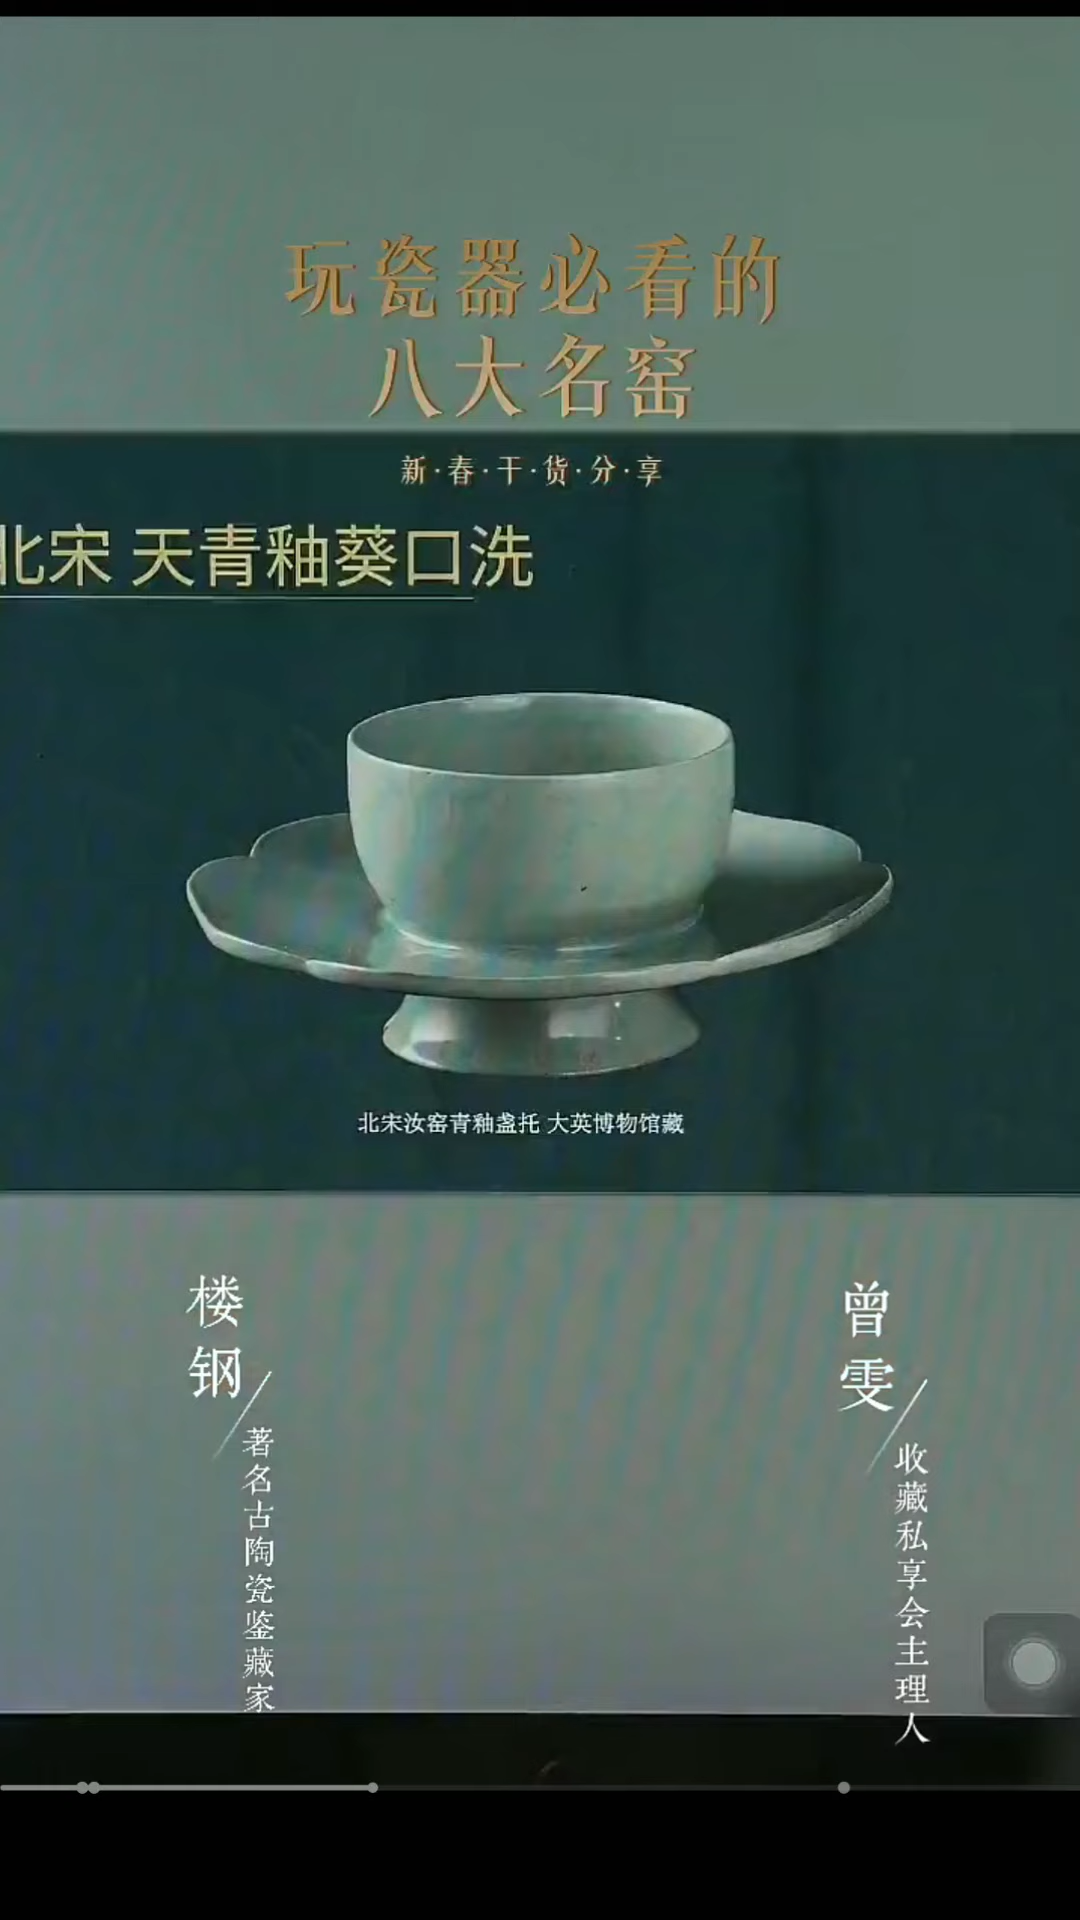 玩瓷器必看的
八大名窑
新·春·干·货·分·享
北宋 天青釉葵口洗
北宋汝窑青釉盏托 大英博物馆藏
楼钢
著名古陶瓷鉴藏家
曾雯
收藏私享会主理人